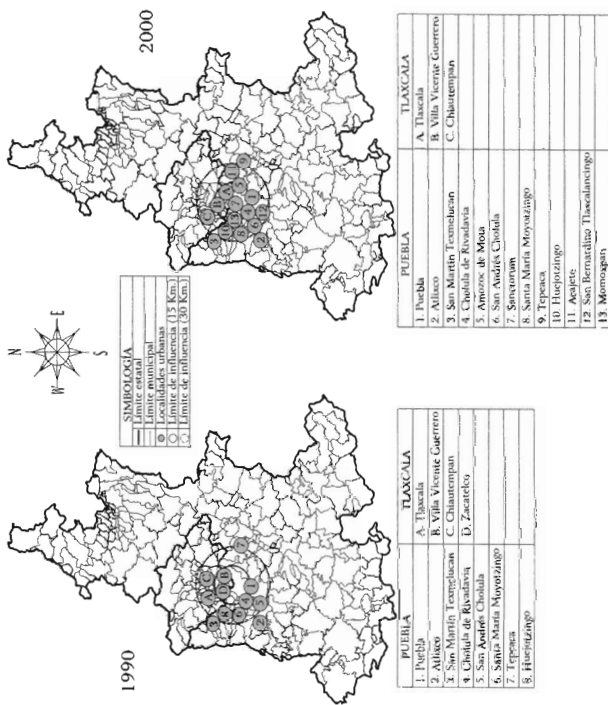 1990
2000
N
W E
S
SIMBOLOGÍA
Límite estatal
Límite municipal
Localidades urbanas
Límite de influencia (15 Km.)
Límite de influencia (30 Km.)
PUEBLA TLAXCALA
1. Puebla A. Tlaxcala
2. Atlixco B. Villa Vicente Guerrero
3. San Martín Texmelucan C. Chiautempan
4. Cholula de Rivadavia D. Zacatelco
5. San Andrés Cholula
6. Santa María Moyotzingo
7. Tepeaca
8. Huejotzingo
PUEBLA TLAXCALA
1. Puebla A. Tlaxcala
2. Atlixco B. Villa Vicente Guerrero
3. San Martín Texmelucan C. Chiautempan
4. Cholula de Rivadavia
5. Amozoc de Mota
6. San Andrés Cholula
7. Sanctorum
8. Santa María Moyotzingo
9. Tepeaca
10. Huejotzingo
11. Acajete
12. San Bernardino Tlaxcalancingo
13. Momoxpan